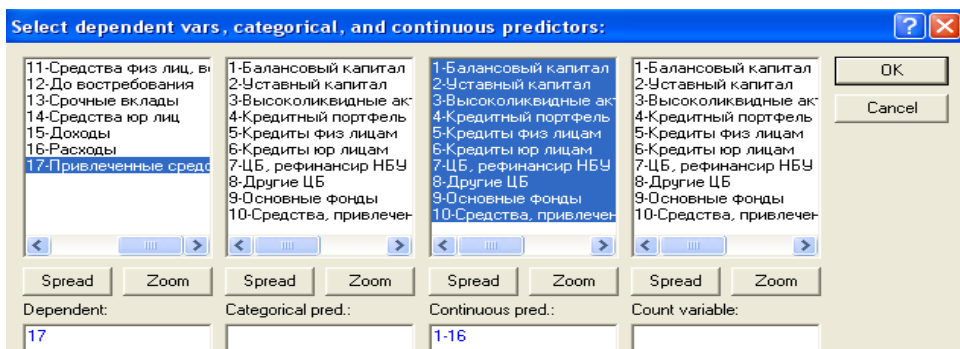 Select dependent vars, categorical, and continuous predictors:
11-Средства физ лиц, в
12-До востребования
13-Срочные вклады
14-Средства юр лиц
15-Доходы
16-Расходы
17-Привлеченные средс
1-Балансовый капитал
2-Уставный капитал
3-Высоколиквидные ак
4-Кредитный портфель
5-Кредиты физ лицам
6-Кредиты юр лицам
7-ЦБ, рефинансир НБУ
8-Другие ЦБ
9-Основные фонды
10-Средства, привлечен
1-Балансовый капитал
2-Уставный капитал
3-Высоколиквидные ак
4-Кредитный портфель
5-Кредиты физ лицам
6-Кредиты юр лицам
7-ЦБ, рефинансир НБУ
8-Другие ЦБ
9-Основные фонды
10-Средства, привлечен
1-Балансовый капитал
2-Уставный капитал
3-Высоколиквидные ак
4-Кредитный портфель
5-Кредиты физ лицам
6-Кредиты юр лицам
7-ЦБ, рефинансир НБУ
8-Другие ЦБ
9-Основные фонды
10-Средства, привлечен
OK
Cancel
Spread Zoom Spread Zoom Spread Zoom Spread Zoom
Dependent: Categorical pred.: Continuous pred.: Count variable:
17 1-16